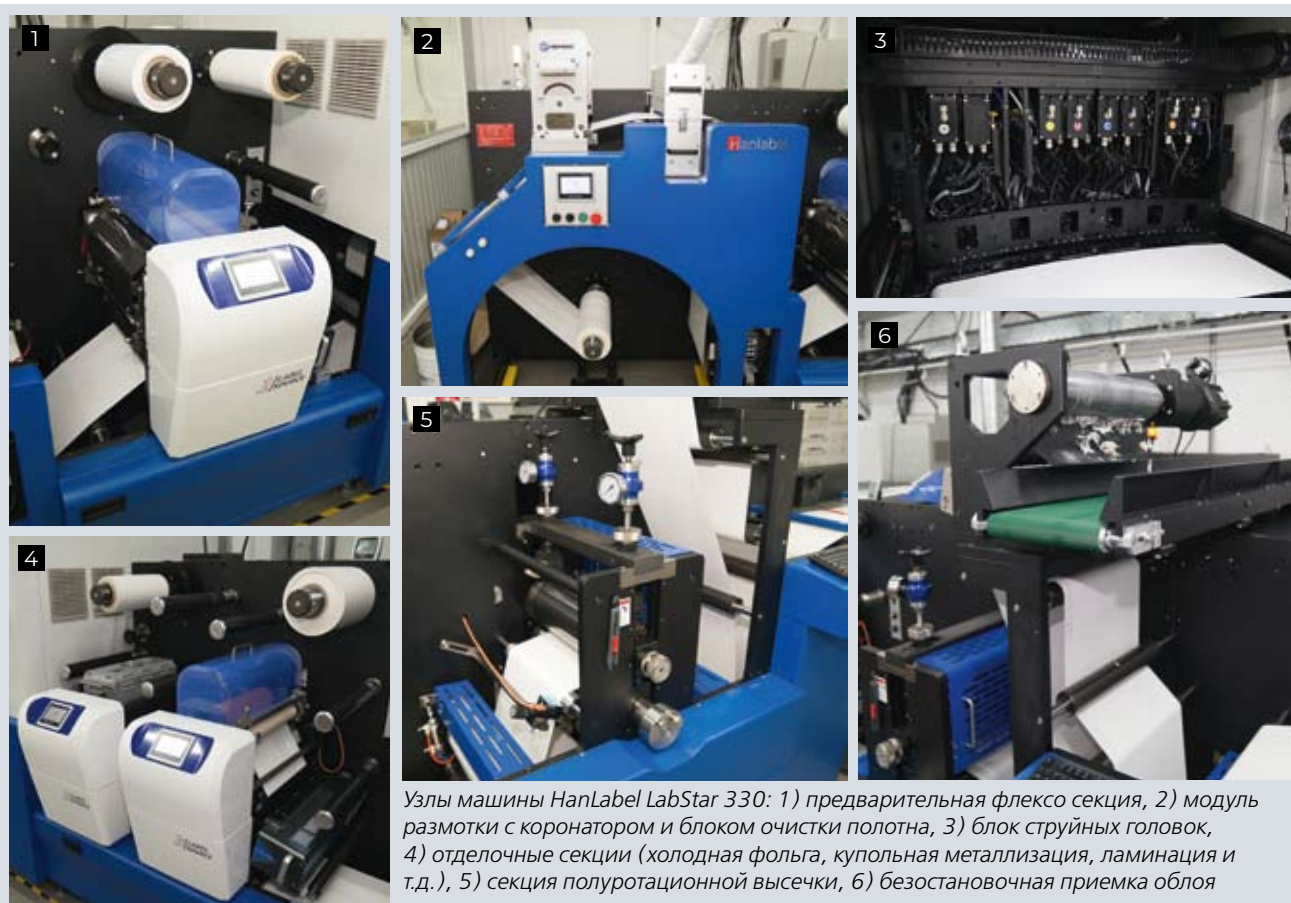 1
2
3
Hanlabel
4
5
6
Узлы машины HanLabel LabStar 330: 1) предварительная флексо секция, 2) модуль
размотки с коронатором и блоком очистки полотна, 3) блок струйных головок,
4) отделочные секции (холодная фольга, купольная металлизация, ламинация и
т.д.), 5) секция полуротационной высечки, 6) безостановочная приемка облоя